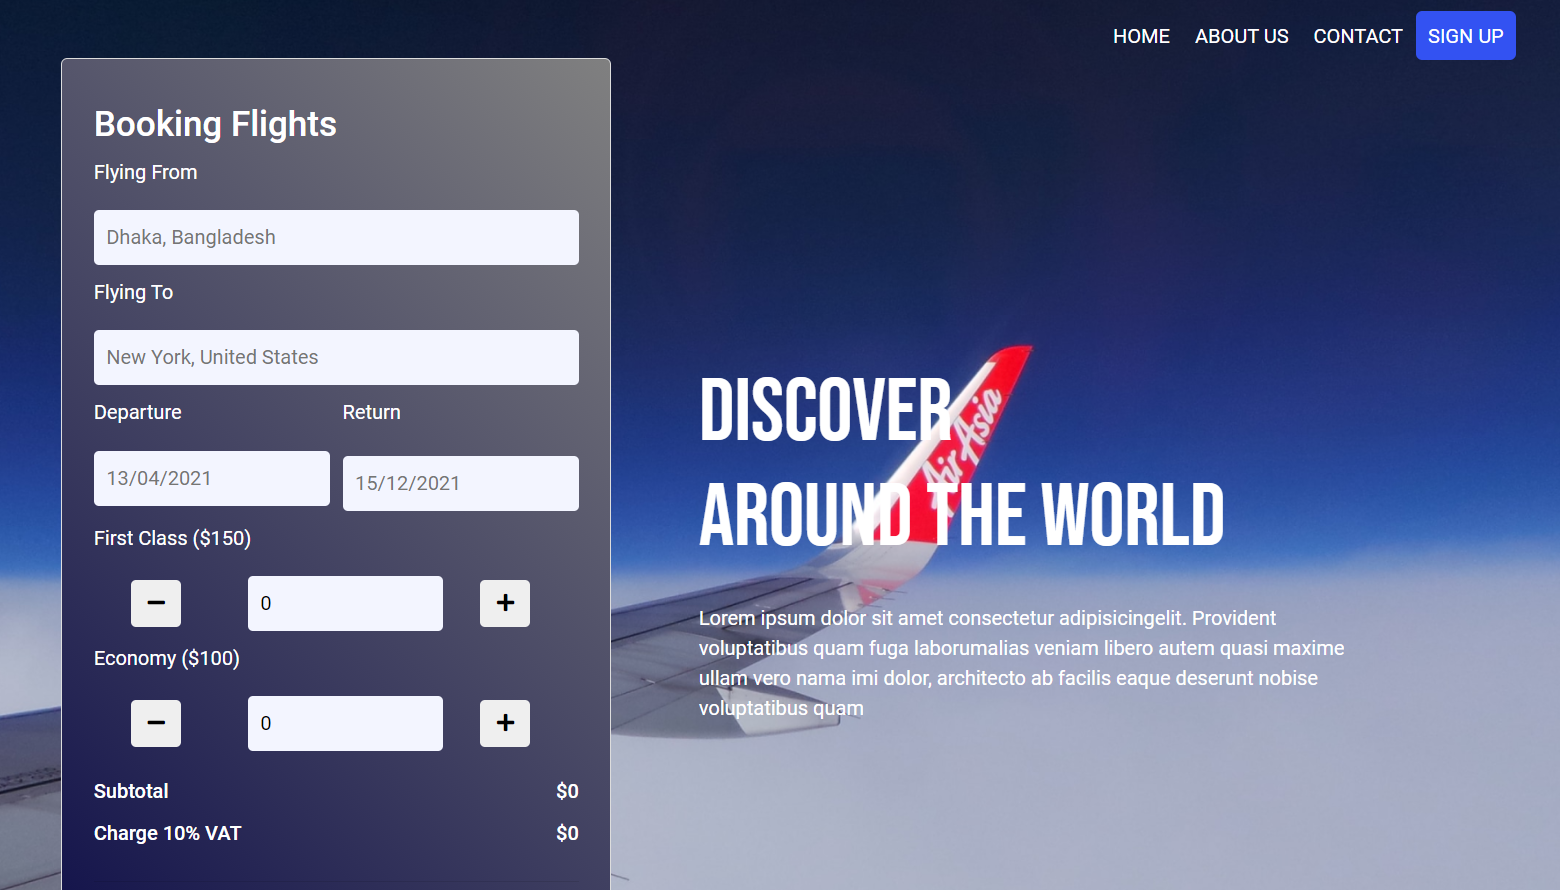 HOME ABOUT US CONTACT SIGN UP
Booking Flights
Flying From
Dhaka, Bangladesh
Flying To
New York, United States
Departure Return
13/04/2021 15/12/2021
First Class ($150)
− 0 +
Economy ($100)
− 0 +
Subtotal $0
Charge 10% VAT $0
DISCOVER
AROUND THE WORLD
Air Asia
Lorem ipsum dolor sit amet consectetur adipisicingelit. Provident
voluptatibus quam fuga laborumalias veniam libero autem quasi maxime
ullam vero nama imi dolor, architecto ab facilis eaque deserunt nobise
voluptatibus quam